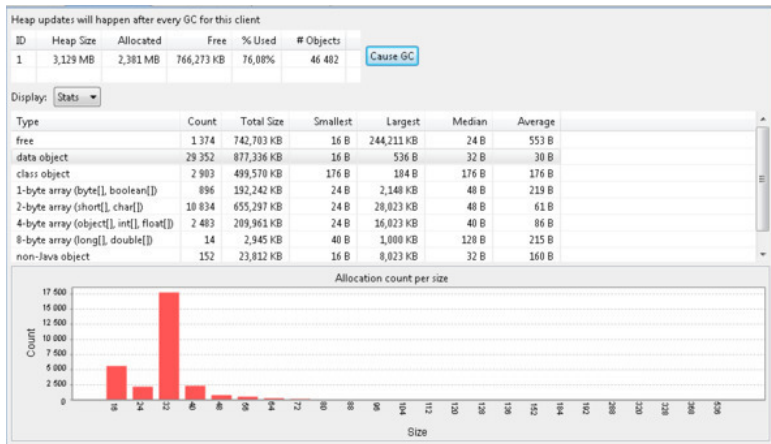 Heap updates will happen after every GC for this client
ID Heap Size Allocated Free % Used # Objects
1 3,129 MB 2,381 MB 766,273 KB 76,08% 46 482
Cause GC
Display: Stats
Type Count Total Size Smallest Largest Median Average
free 1 374 742,703 KB 16 B 244,211 KB 24 B 553 B
data object 29 352 877,336 KB 16 B 536 B 32 B 30 B
class object 2 903 499,570 KB 176 B 184 B 176 B 176 B
1-byte array (byte[], boolean[]) 896 192,242 KB 24 B 2,148 KB 48 B 219 B
2-byte array (short[], char[]) 10 834 655,297 KB 24 B 28,023 KB 48 B 61 B
4-byte array (object[], int[], float[]) 2 483 209,961 KB 24 B 16,023 KB 40 B 86 B
8-byte array (long[], double[]) 14 2,945 KB 40 B 1,000 KB 128 B 215 B
non-Java object 152 23,812 KB 16 B 8,023 KB 32 B 160 B
Allocation count per size
17 500
15 000
12 500
10 000
7 500
5 000
2 500
0
Count
16 24 32 40 48 56 64 72 80 88 96 104 112 120 128 136 152 184 192 288 320 328 368 536
Size